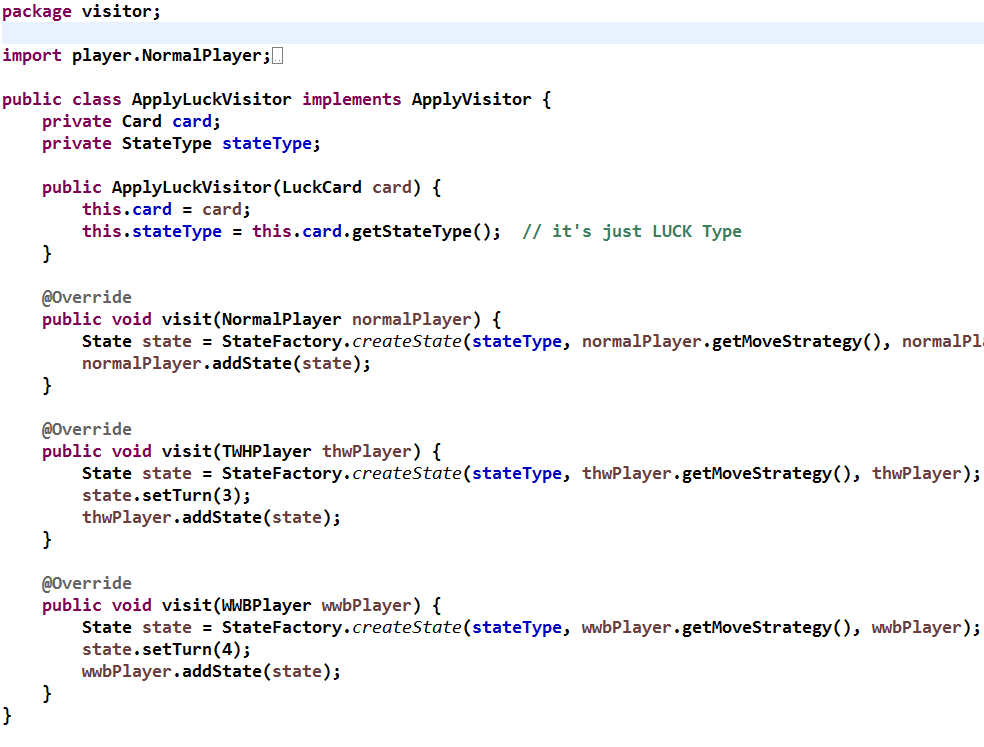 package visitor;
import player.NormalPlayer;
public class ApplyLuckVisitor implements ApplyVisitor {
    private Card card;
    private StateType stateType;
    public ApplyLuckVisitor(LuckCard card) {
        this.card = card;
        this.stateType = this.card.getStateType();  // it's just LUCK Type
    }
    @Override
    public void visit(NormalPlayer normalPlayer) {
        State state = StateFactory.createState(stateType, normalPlayer.getMoveStrategy(), normalPl
        normalPlayer.addState(state);
    }
    @Override
    public void visit(TWHPlayer thwPlayer) {
        State state = StateFactory.createState(stateType, thwPlayer.getMoveStrategy(), thwPlayer);
        state.setTurn(3);
        thwPlayer.addState(state);
    }
    @Override
    public void visit(WWBPlayer wwbPlayer) {
        State state = StateFactory.createState(stateType, wwbPlayer.getMoveStrategy(), wwbPlayer);
        state.setTurn(4);
        wwbPlayer.addState(state);
    }
}